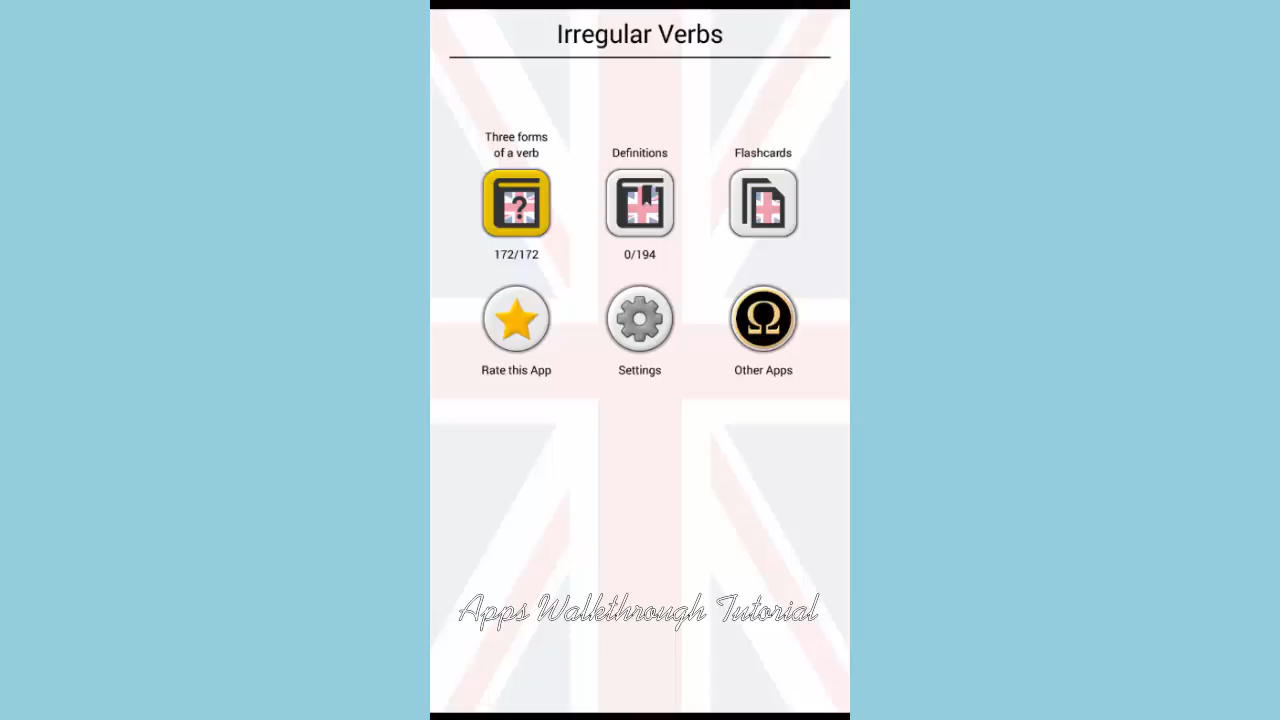 Irregular Verbs
Three forms
of a verb
Definitions
Flashcards
?
172/172
0/194
Ω
Rate this App
Settings
Other Apps
Apps Walkthrough Tutorial